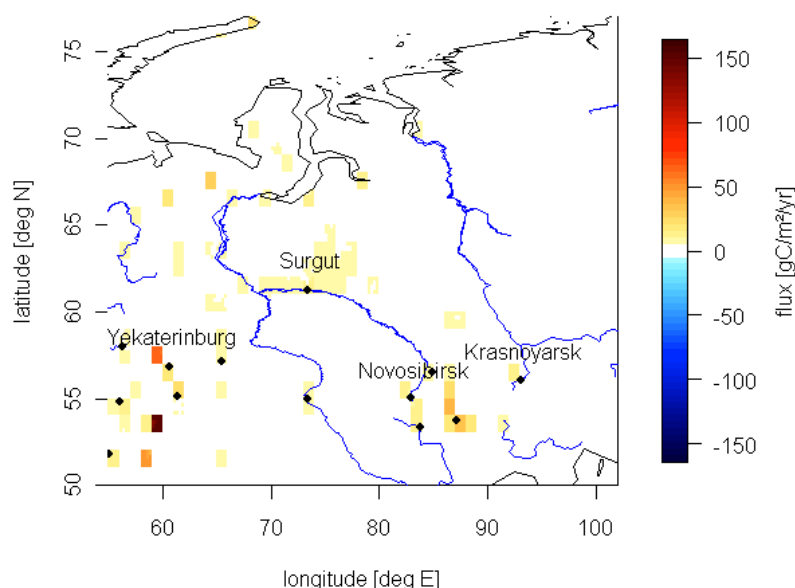 75
70
65
60
55
50
latitude [deg N]
Surgut
Yekaterinburg
Krasnoyarsk
Novosibirsk
60
70
80
90
100
longitude [deg E]
150
100
50
0
-50
-100
-150
flux [gC/m²/yr]